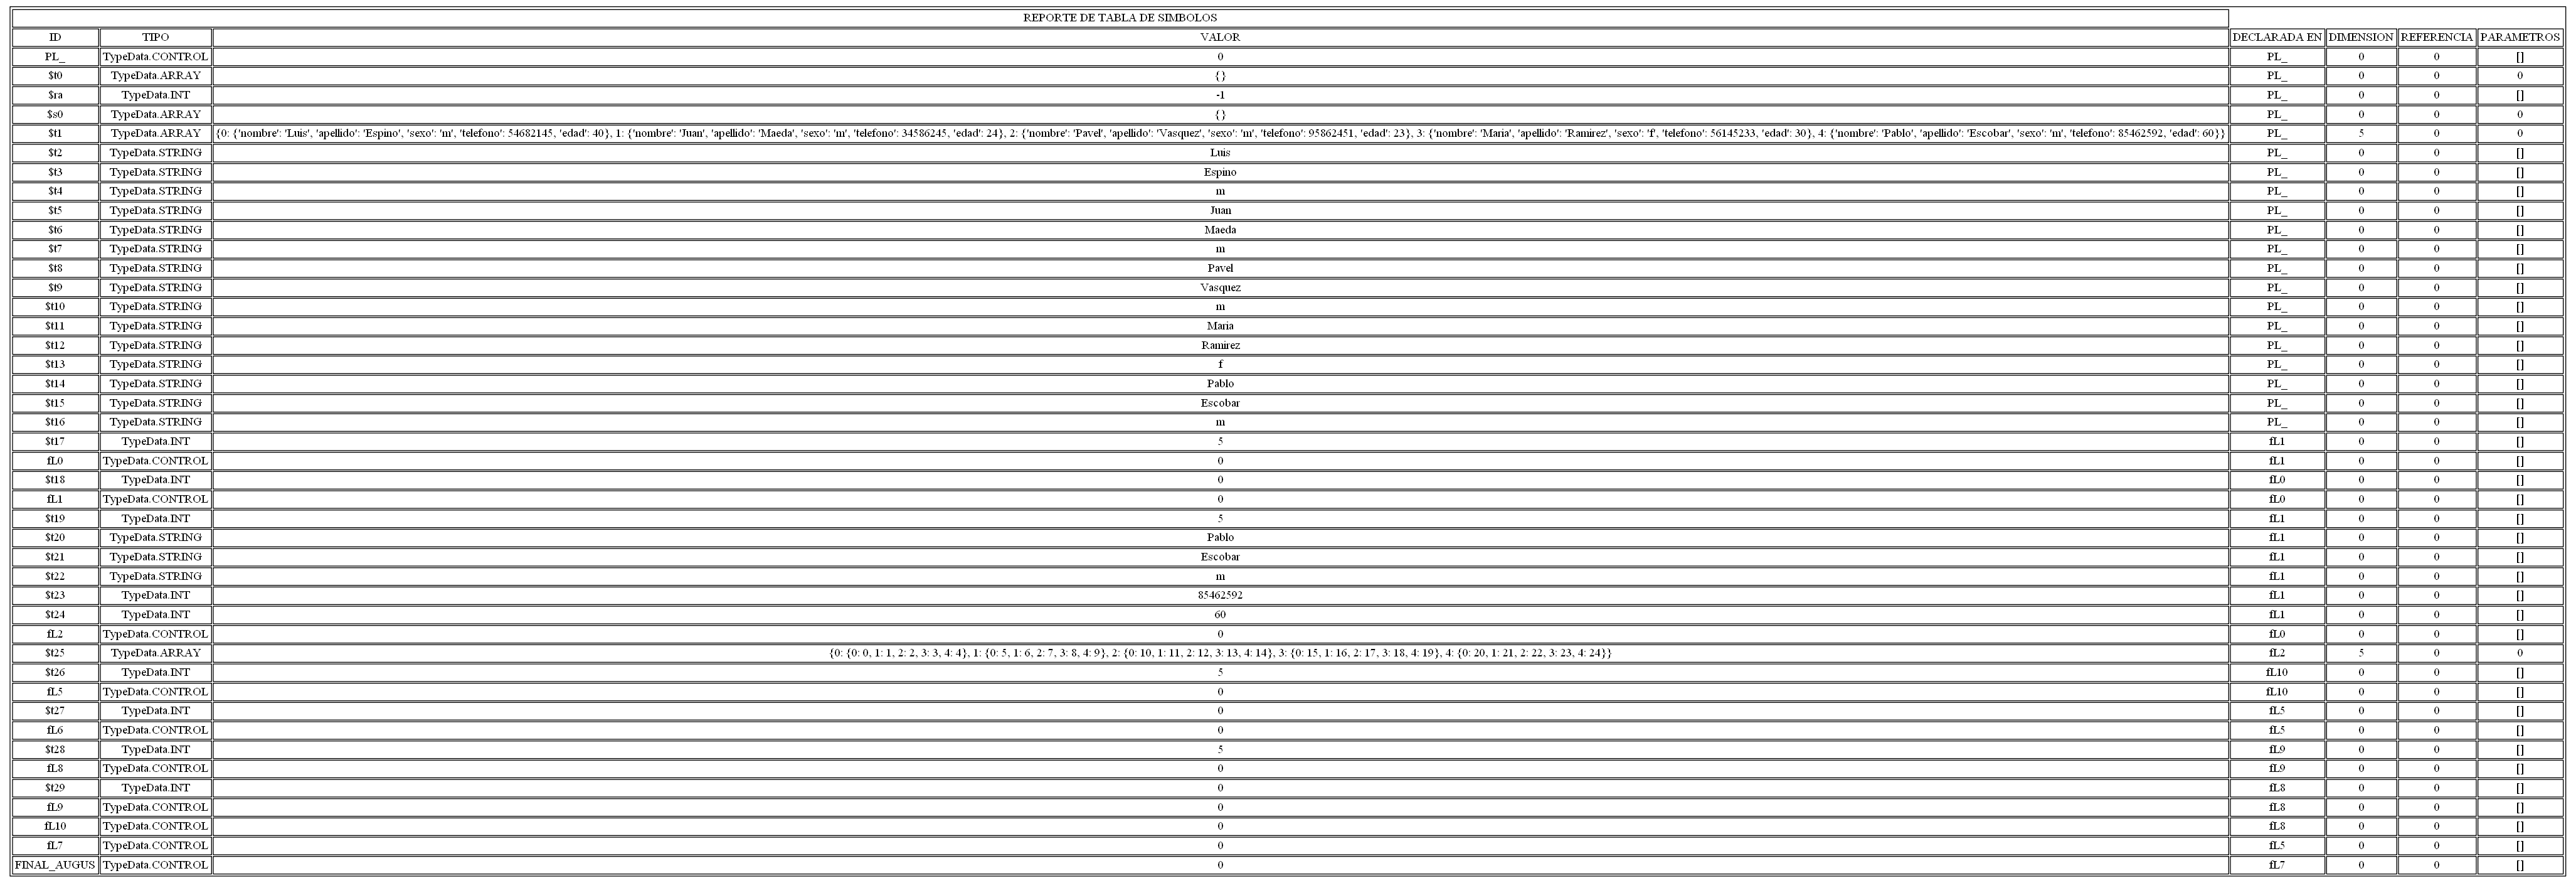 REPORTE DE TABLA DE SIMBOLOS
ID TIPO VALOR DECLARADA EN DIMENSION REFERENCIA PARAMETROS
PL_ TypeData.CONTROL 0 PL_ 0 0 []
$t0 TypeData.ARRAY {} PL_ 0 0 0
$ra TypeData.INT -1 PL_ 0 0 []
$s0 TypeData.ARRAY {} PL_ 0 0 0
$t1 TypeData.ARRAY {0: {'nombre': 'Luis', 'apellido': 'Espino', 'sexo': 'm', 'telefono': 54682145, 'edad': 40}, 1: {'nombre': 'Juan', 'apellido': 'Maeda', 'sexo': 'm', 'telefono': 34586245, 'edad': 24}, 2: {'nombre': 'Pavel', 'apellido': 'Vasquez', 'sexo': 'm', 'telefono': 95862451, 'edad': 23}, 3: {'nombre': 'Maria', 'apellido': 'Ramirez', 'sexo': 'f', 'telefono': 56145233, 'edad': 30}, 4: {'nombre': 'Pablo', 'apellido': 'Escobar', 'sexo': 'm', 'telefono': 85462592, 'edad': 60}} PL_ 5 0 0
$t2 TypeData.STRING Luis PL_ 0 0 []
$t3 TypeData.STRING Espino PL_ 0 0 []
$t4 TypeData.STRING m PL_ 0 0 []
$t5 TypeData.STRING Juan PL_ 0 0 []
$t6 TypeData.STRING Maeda PL_ 0 0 []
$t7 TypeData.STRING m PL_ 0 0 []
$t8 TypeData.STRING Pavel PL_ 0 0 []
$t9 TypeData.STRING Vasquez PL_ 0 0 []
$t10 TypeData.STRING m PL_ 0 0 []
$t11 TypeData.STRING Maria PL_ 0 0 []
$t12 TypeData.STRING Ramirez PL_ 0 0 []
$t13 TypeData.STRING f PL_ 0 0 []
$t14 TypeData.STRING Pablo PL_ 0 0 []
$t15 TypeData.STRING Escobar PL_ 0 0 []
$t16 TypeData.STRING m PL_ 0 0 []
$t17 TypeData.INT 5 fL1 0 0 []
fL0 TypeData.CONTROL 0 fL1 0 0 []
$t18 TypeData.INT 0 fL0 0 0 []
fL1 TypeData.CONTROL 0 fL0 0 0 []
$t19 TypeData.INT 5 fL1 0 0 []
$t20 TypeData.STRING Pablo fL1 0 0 []
$t21 TypeData.STRING Escobar fL1 0 0 []
$t22 TypeData.STRING m fL1 0 0 []
$t23 TypeData.INT 85462592 fL1 0 0 []
$t24 TypeData.INT 60 fL1 0 0 []
fL2 TypeData.CONTROL 0 fL0 0 0 []
$t25 TypeData.ARRAY {0: {0: 0, 1: 1, 2: 2, 3: 3, 4: 4}, 1: {0: 5, 1: 6, 2: 7, 3: 8, 4: 9}, 2: {0: 10, 1: 11, 2: 12, 3: 13, 4: 14}, 3: {0: 15, 1: 16, 2: 17, 3: 18, 4: 19}, 4: {0: 20, 1: 21, 2: 22, 3: 23, 4: 24}} fL2 5 0 0
$t26 TypeData.INT 5 fL10 0 0 []
fL5 TypeData.CONTROL 0 fL10 0 0 []
$t27 TypeData.INT 0 fL5 0 0 []
fL6 TypeData.CONTROL 0 fL5 0 0 []
$t28 TypeData.INT 5 fL9 0 0 []
fL8 TypeData.CONTROL 0 fL9 0 0 []
$t29 TypeData.INT 0 fL8 0 0 []
fL9 TypeData.CONTROL 0 fL8 0 0 []
fL10 TypeData.CONTROL 0 fL8 0 0 []
fL7 TypeData.CONTROL 0 fL5 0 0 []
FINAL_AUGUS TypeData.CONTROL 0 fL7 0 0 []